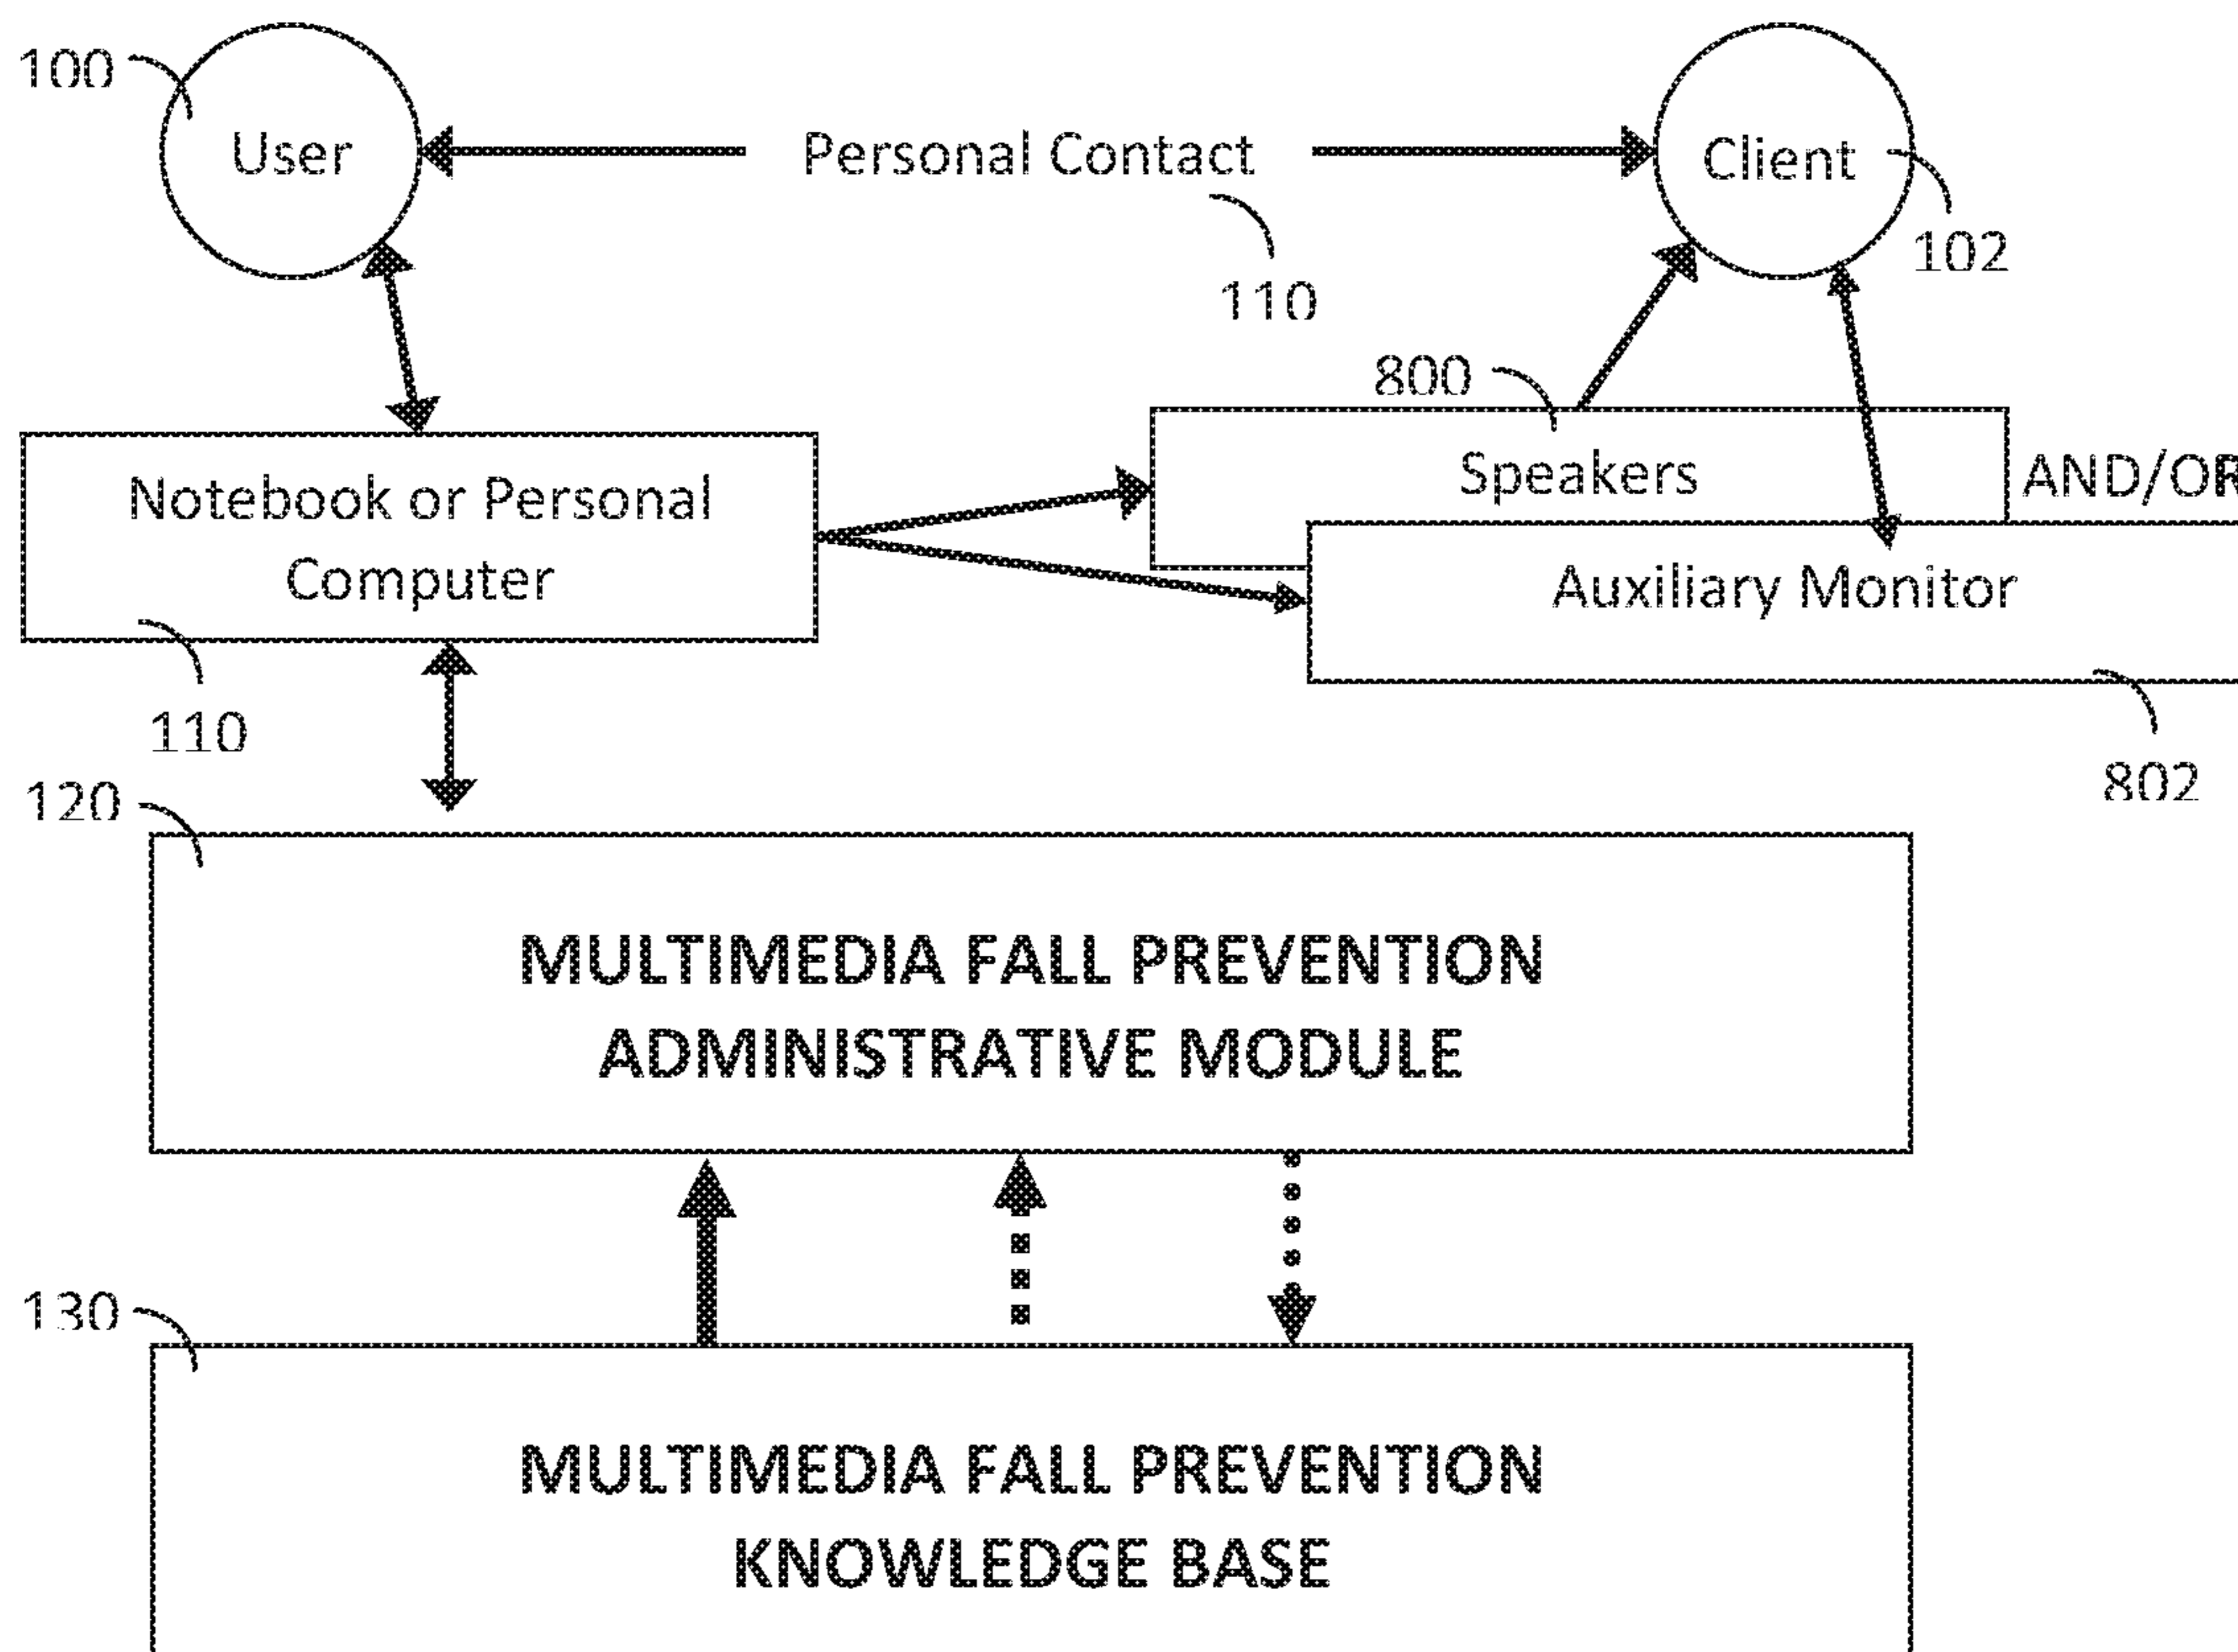 100
User
Personal Contact
Client
102
110
800
Speakers
AND/OR
Notebook or Personal
Computer
Auxiliary Monitor
110
802
120
MULTIMEDIA FALL PREVENTION
ADMINISTRATIVE MODULE
130
MULTIMEDIA FALL PREVENTION
KNOWLEDGE BASE